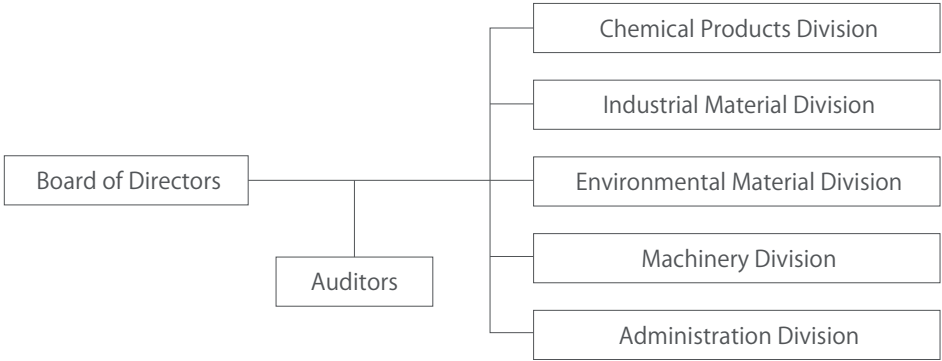 Chemical Products Division
Industrial Material Division
Board of Directors
Environmental Material Division
Machinery Division
Auditors
Administration Division